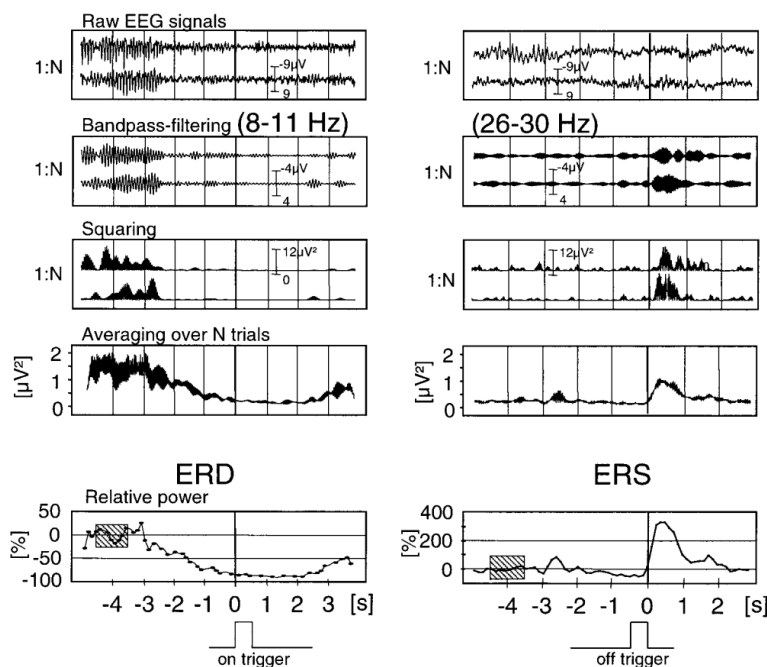 Raw EEG signals
1:N
-9µV
9
1:N
-9µV
9
Bandpass-filtering (8-11 Hz)
(26-30 Hz)
1:N
-4µV
4
1:N
-4µV
4
Squaring
1:N
12µV²
0
1:N
12µV²
Averaging over N trials
[µV²]
2
1
0
[µV²]
2
1
0
ERD
ERS
Relative power
[%]
50
0
-50
-100
-4 -3 -2 -1 0 1 2 3 [s]
on trigger
[%]
400
200
0
-4 -3 -2 -1 0 1 2 [s]
off trigger